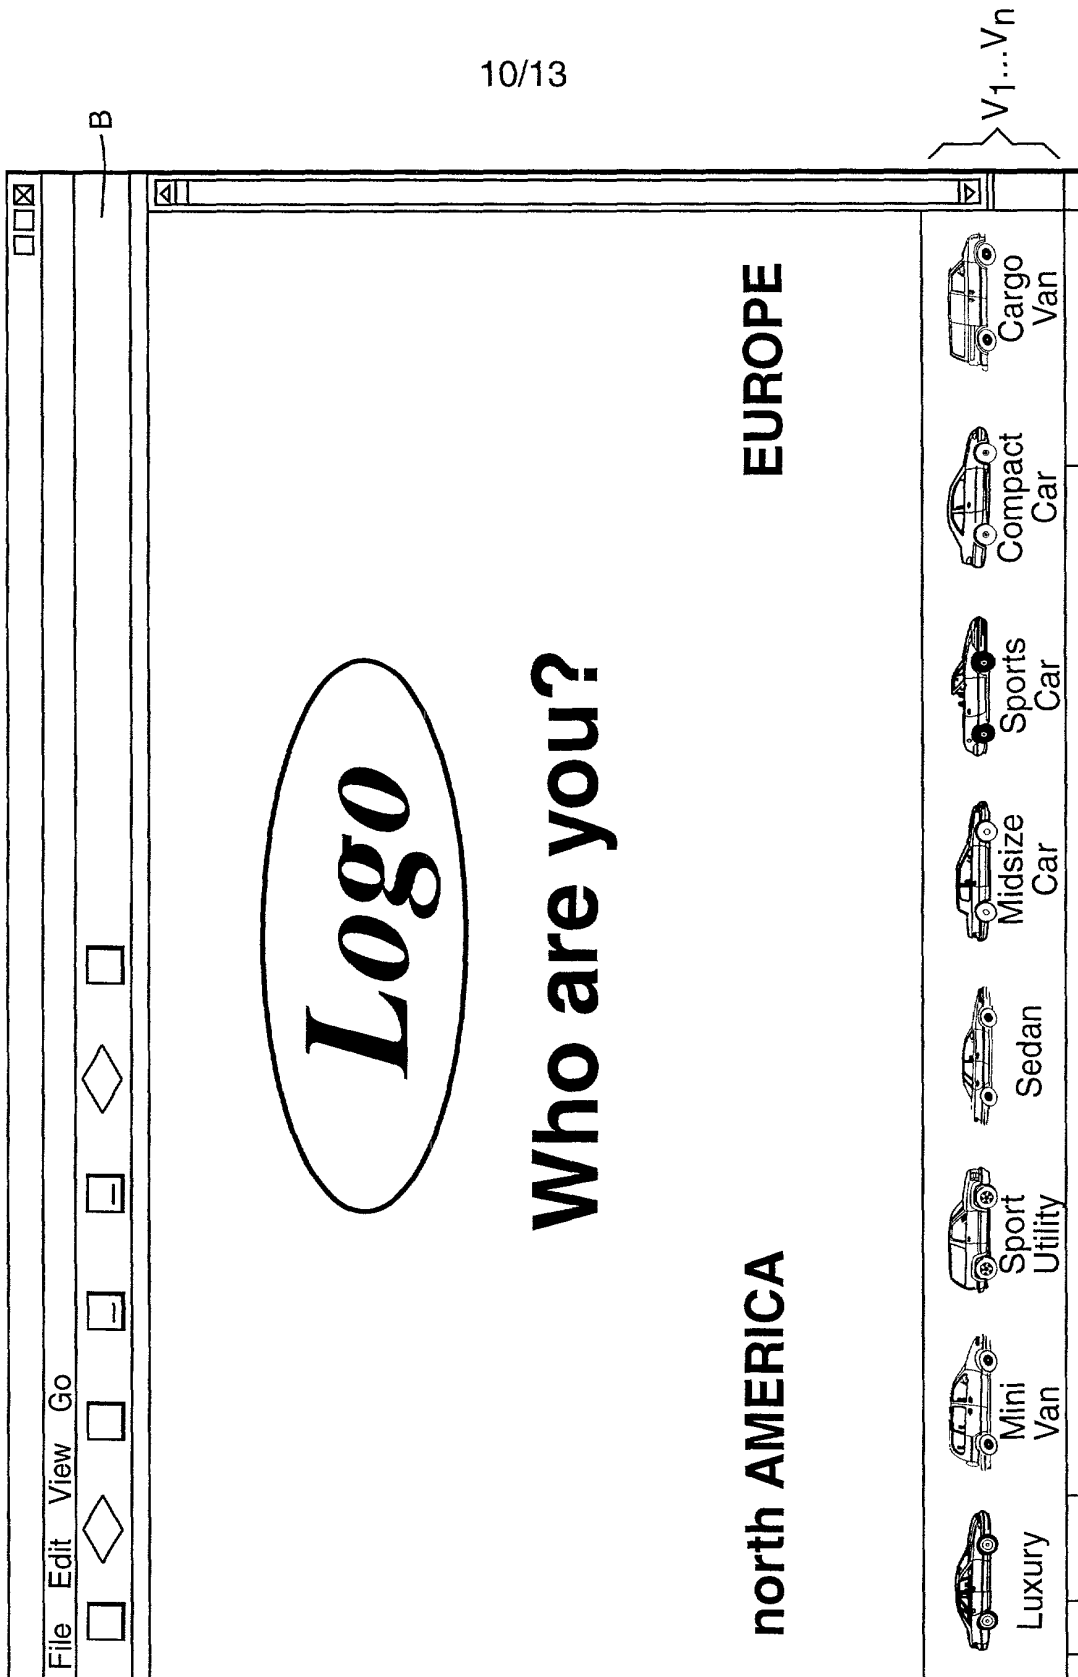 10/13
B
File Edit View Go
Logo
Who are you?
north AMERICA EUROPE
Luxury
Mini
Van
Sport
Utility
Sedan
Midsize
Car
Sports
Car
Compact
Car
Cargo
Van
V1...Vn